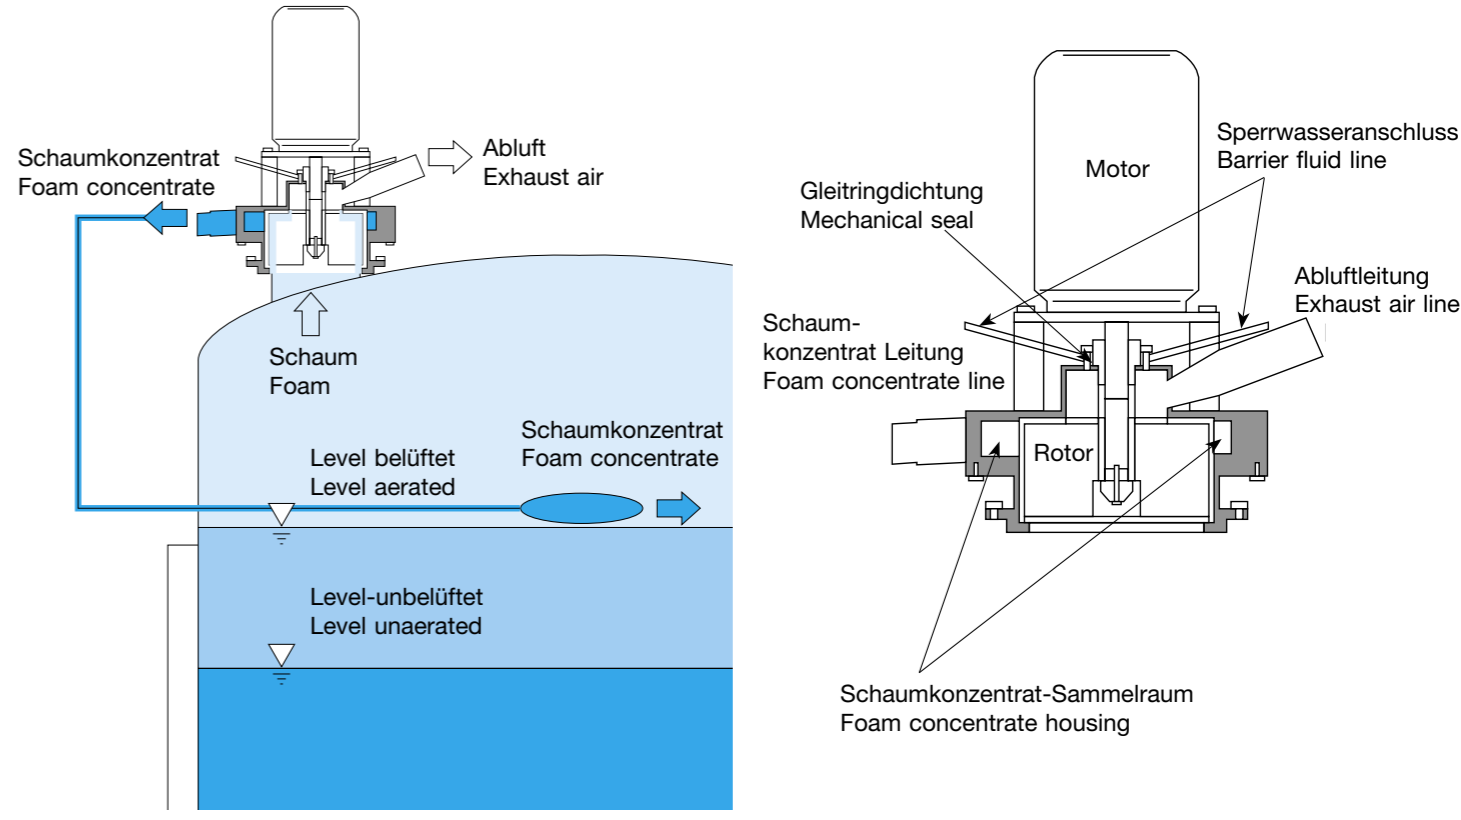 Schaumkonzentrat
Foam concentrate
Abluft
Exhaust air
Schaum
Foam
Schaumkonzentrat
Foam concentrate
Level belüftet
Level aerated
Level-unbelüftet
Level unaerated
Motor
Sperrwasseranschluss
Barrier fluid line
Gleitringdichtung
Mechanical seal
Abluftleitung
Exhaust air line
Schaum-
konzentrat Leitung
Foam concentrate line
Rotor
Schaumkonzentrat-Sammelraum
Foam concentrate housing